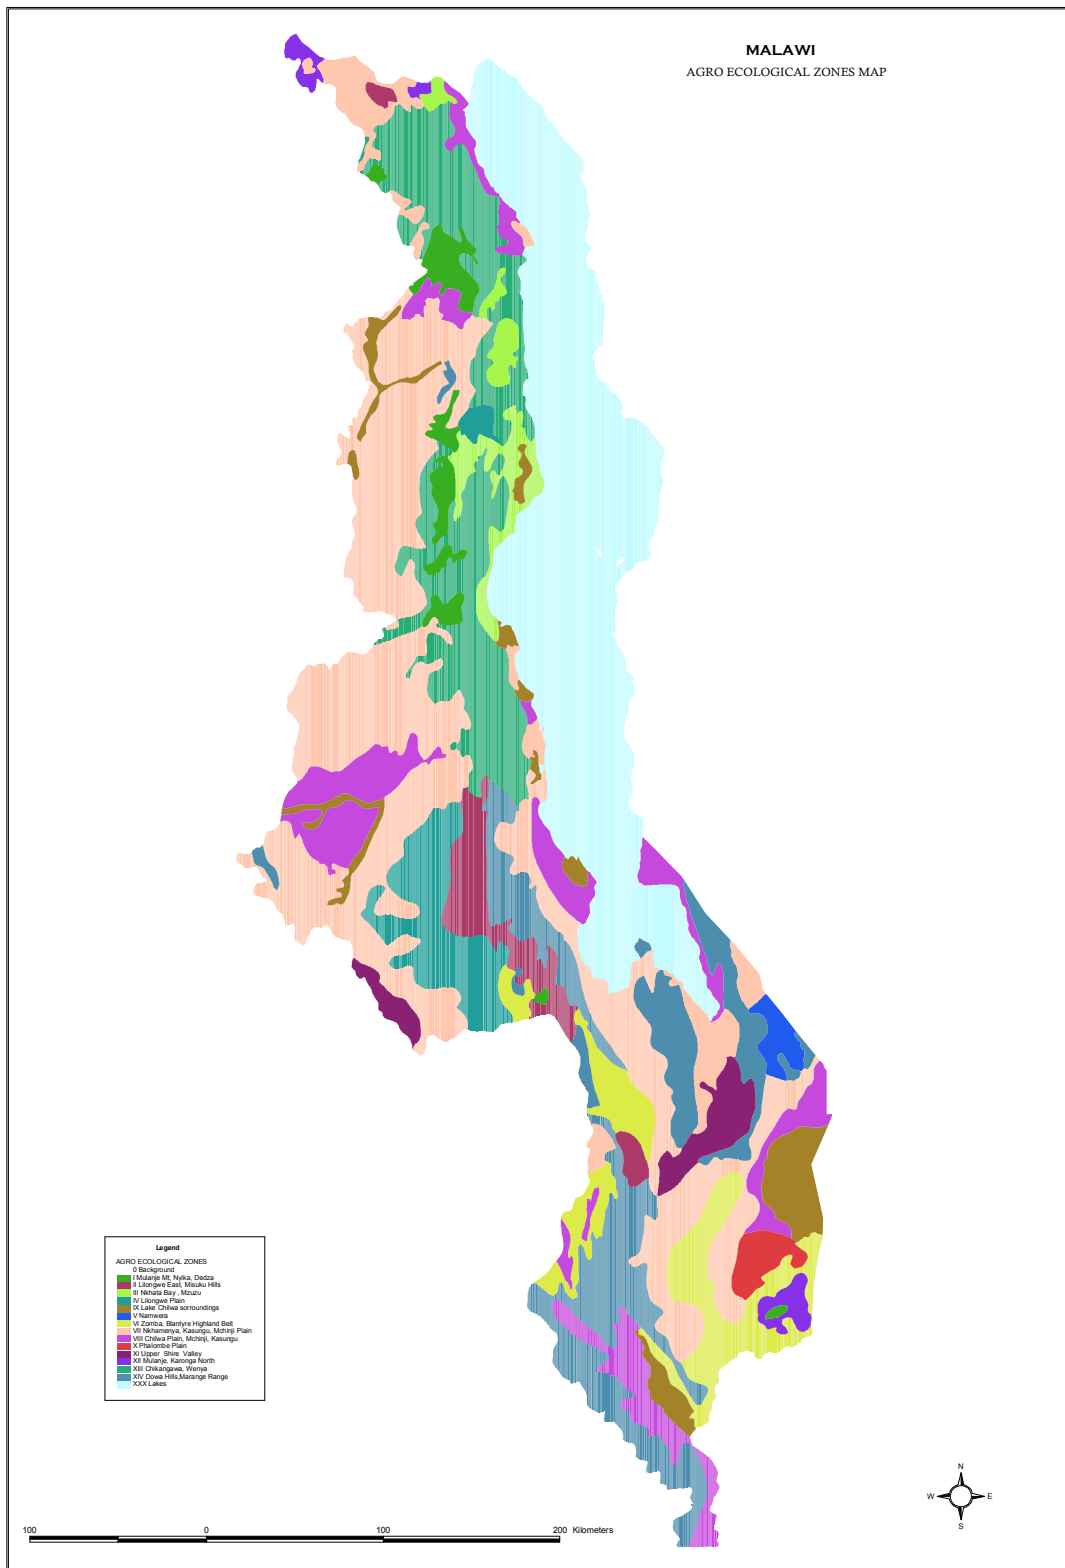 MALAWI
AGRO ECOLOGICAL ZONES MAP
Legend
AGRO ECOLOGICAL ZONES
0 Background
I Mulanje Mt, Nyika, Dedza
II Lilongwe East, Misuku Hills
III Nkhata Bay , Mzuzu
IV Lilongwe Plain
IX Lake Chilwa sorroundings
V Namwera
VI Zomba, Blantyre Highland Belt
VII Nkhamenya, Kasungu, Mchinji Plain
VIII Chilwa Plain, Mchinji, Kasungu
X Phalombe Plain
XI Upper Shire Valley
XII Mulanje, Karonga North
XIII Chikangawa, Wenya
XIV Dowa Hills,Marange Range
XXX Lakes
N
W E
S
100 0 100 200 Kilometers